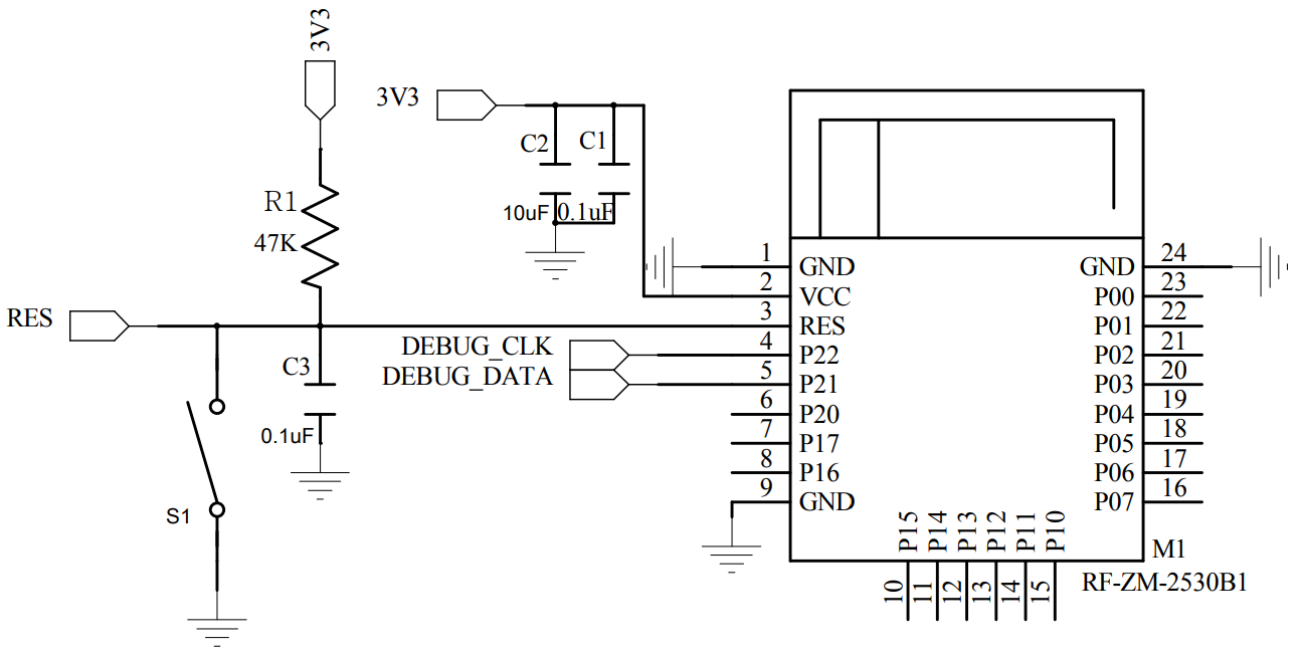 3V3
3V3
C2
C1
10uF
0.1uF
R1
47K
RES
C3
0.1uF
S1
DEBUG_CLK
DEBUG_DATA
1
GND
2
VCC
3
RES
4
P22
5
P21
6
P20
7
P17
8
P16
9
GND
GND
24
P00
23
P01
22
P02
21
P03
20
P04
19
P05
18
P06
17
P07
16
P15
P14
P13
P12
P11
P10
10
11
12
13
14
15
M1
RF-ZM-2530B1